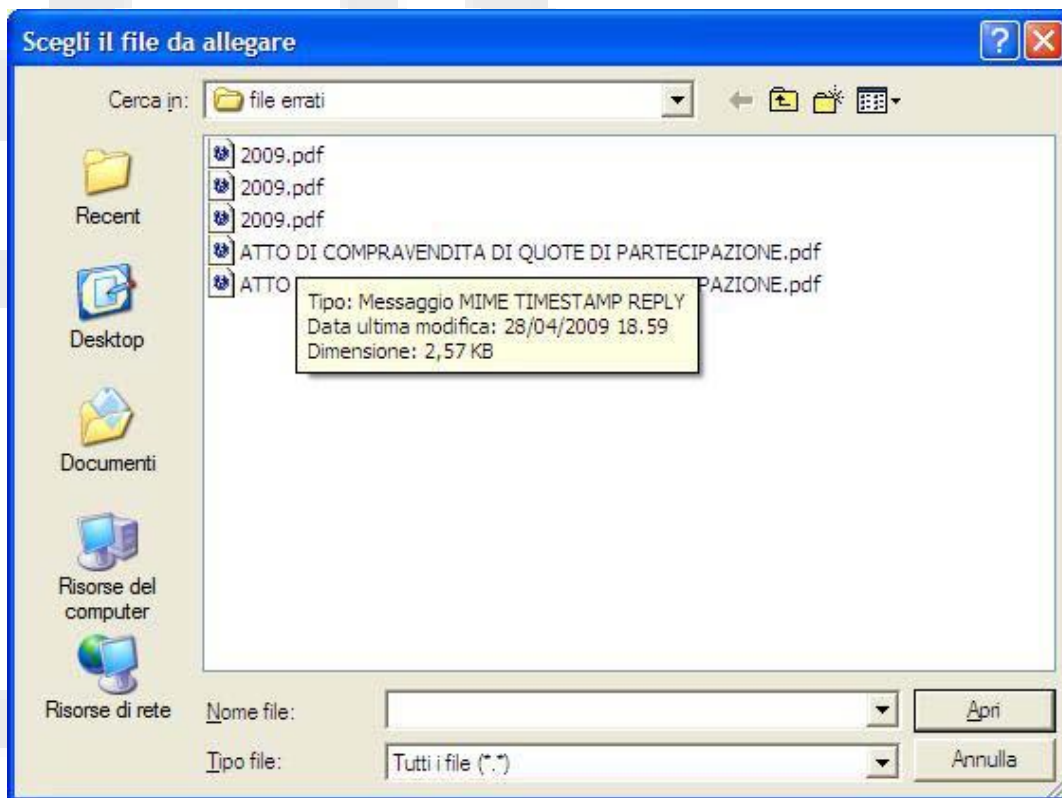 Scegli il file da allegare
Cerca in: file errati
2009.pdf
2009.pdf
2009.pdf
ATTO DI COMPRAVENDITA DI QUOTE DI PARTECIPAZIONE.pdf
ATTO PAZIONE.pdf
Tipo: Messaggio MIME TIMESTAMP REPLY
Data ultima modifica: 28/04/2009 18.59
Dimensione: 2,57 KB
Recent
Desktop
Documenti
Risorse del
computer
Risorse di rete
Nome file: Apri
Tipo file: Tutti i file (*.*) Annulla